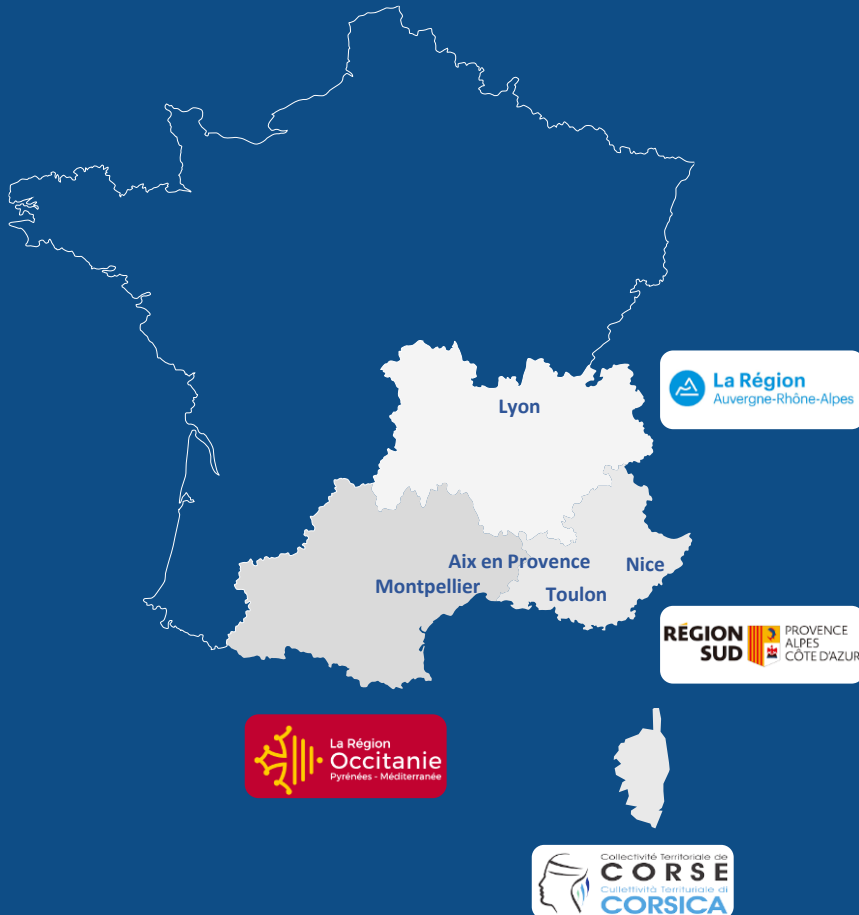 Lyon
La Région
Auvergne-Rhône-Alpes
Aix en Provence
Nice
Montpellier
Toulon
RÉGION
SUD
PROVENCE
ALPES
CÔTE D'AZUR
La Région
Occitanie
Pyrénées - Méditerranée
Collectivité Territoriale de
CORSE
Cullettività Territuriale di
CORSICA